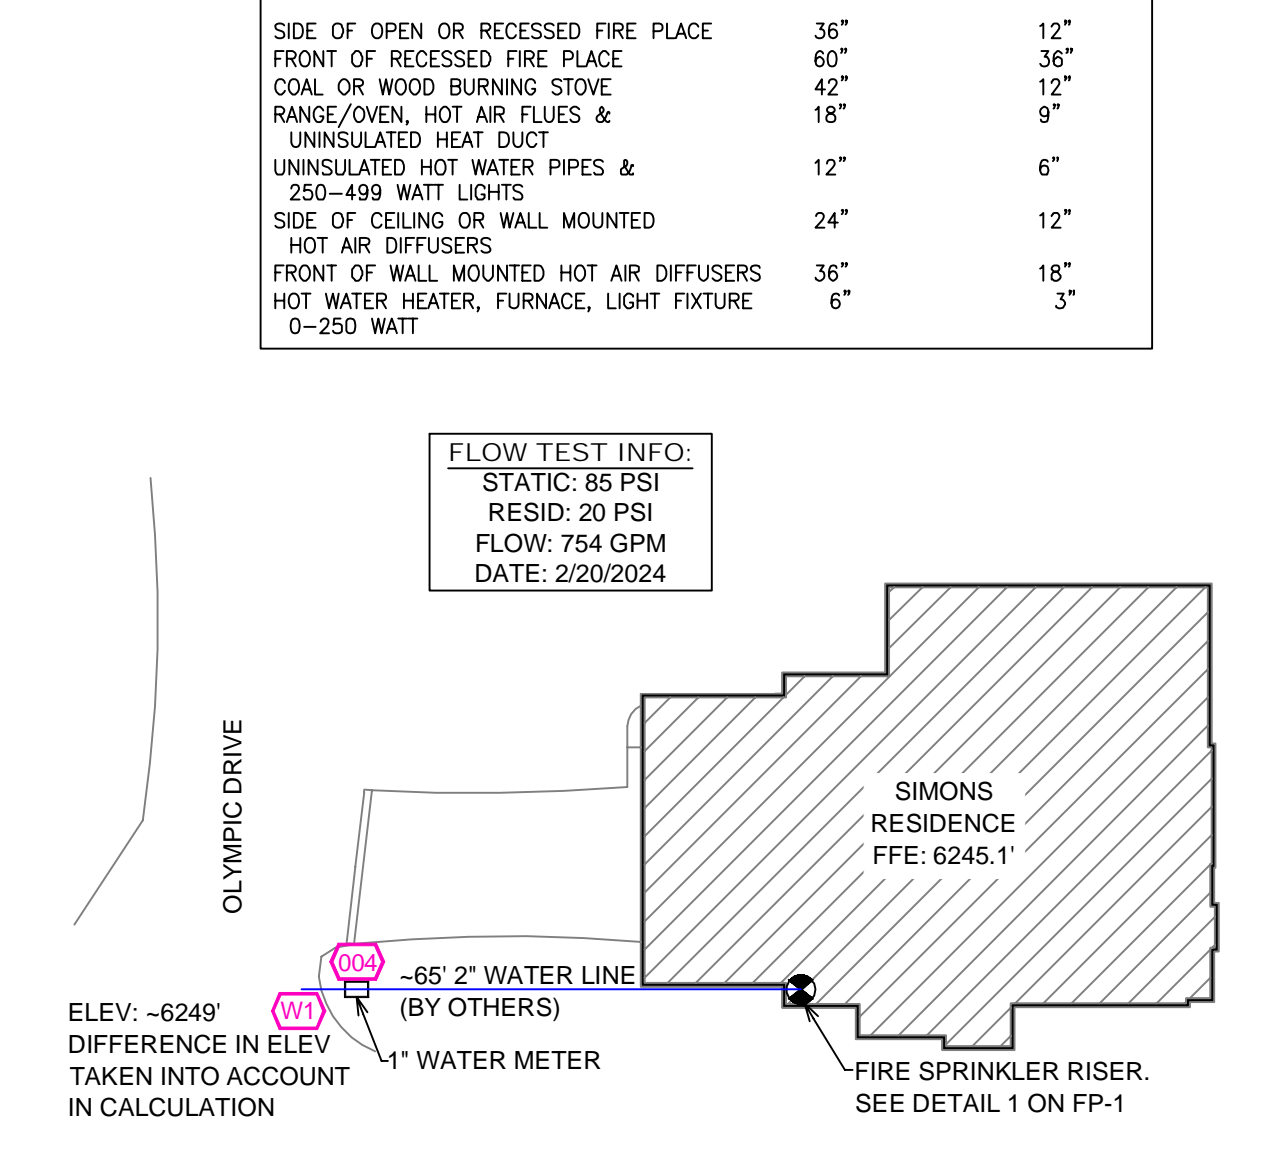 SIDE OF OPEN OR RECESSED FIRE PLACE 36" 12"
FRONT OF RECESSED FIRE PLACE 60" 36"
COAL OR WOOD BURNING STOVE 42" 12"
RANGE/OVEN, HOT AIR FLUES & 18" 9"
UNINSULATED HEAT DUCT
UNINSULATED HOT WATER PIPES & 12" 6"
250-499 WATT LIGHTS
SIDE OF CEILING OR WALL MOUNTED 24" 12"
HOT AIR DIFFUSERS
FRONT OF WALL MOUNTED HOT AIR DIFFUSERS 36" 18"
HOT WATER HEATER, FURNACE, LIGHT FIXTURE 6" 3"
0-250 WATT
FLOW TEST INFO:
STATIC: 85 PSI
RESID: 20 PSI
FLOW: 754 GPM
DATE: 2/20/2024
OLYMPIC DRIVE
SIMONS
RESIDENCE
FFE: 6245.1'
004
~65' 2" WATER LINE
(BY OTHERS)
W1
ELEV: ~6249'
DIFFERENCE IN ELEV
TAKEN INTO ACCOUNT
IN CALCULATION
1" WATER METER
FIRE SPRINKLER RISER.
SEE DETAIL 1 ON FP-1